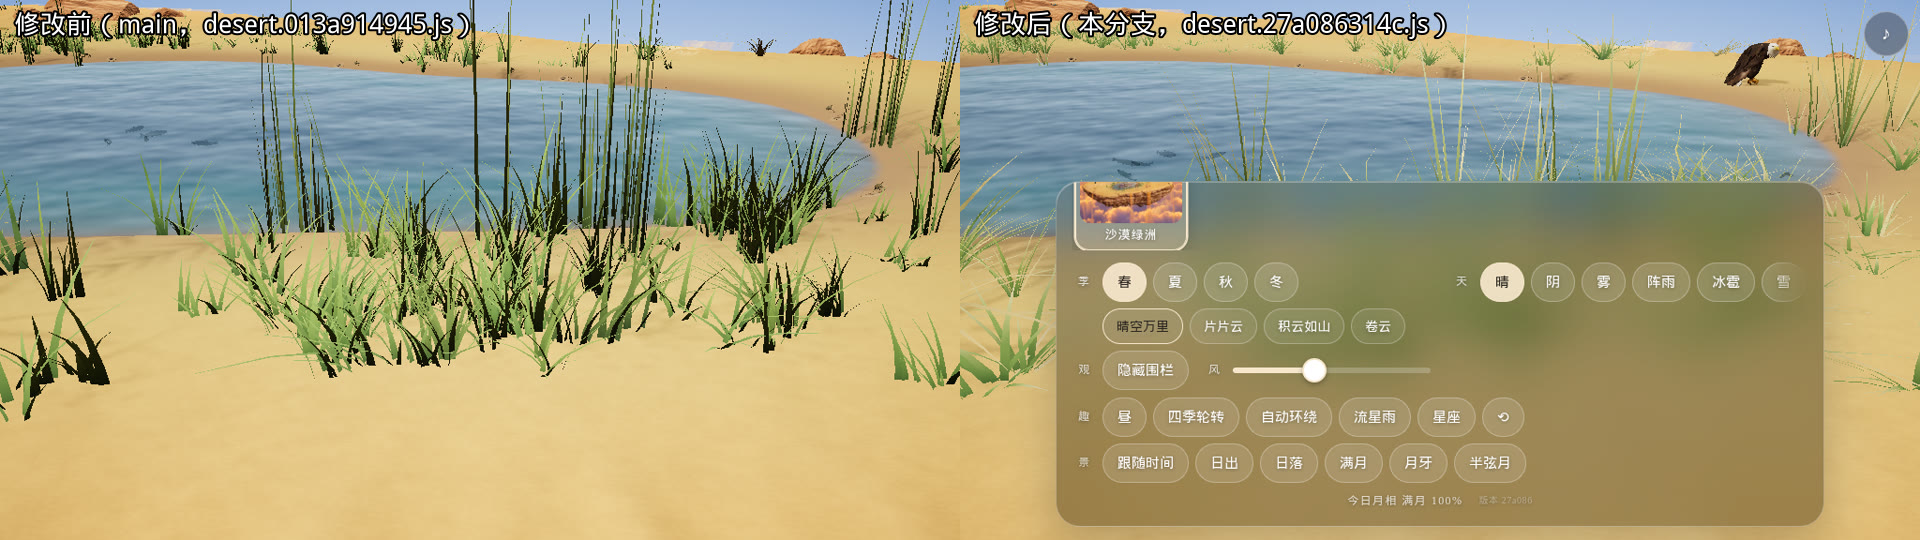 修改前（main，desert.013a914945.js）
修改后（本分支，desert.27a086314c.js）
♪
沙漠绿洲
季 春 夏 秋 冬 天 晴 阴 雾 阵雨 冰雹 雪
晴空万里 片片云 积云如山 卷云
观 隐藏围栏 风
趣 昼 四季轮转 自动环绕 流星雨 星座 ⟲
景 跟随时间 日出 日落 满月 月牙 半弦月
今日月相 满月 100% 版本 27a086